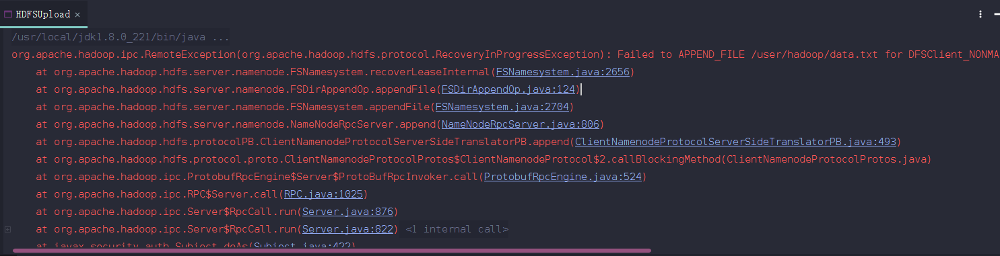 HDFSUpload ×
/usr/local/jdk1.8.0_221/bin/java ...
org.apache.hadoop.ipc.RemoteException(org.apache.hadoop.hdfs.protocol.RecoveryInProgressException): Failed to APPEND_FILE /user/hadoop/data.txt for DFSClient_NONMA
at org.apache.hadoop.hdfs.server.namenode.FSNamesystem.recoverLeaseInternal(FSNamesystem.java:2656)
at org.apache.hadoop.hdfs.server.namenode.FSDirAppendOp.appendFile(FSDirAppendOp.java:124)
at org.apache.hadoop.hdfs.server.namenode.FSNamesystem.appendFile(FSNamesystem.java:2704)
at org.apache.hadoop.hdfs.server.namenode.NameNodeRpcServer.append(NameNodeRpcServer.java:806)
at org.apache.hadoop.hdfs.protocolPB.ClientNamenodeProtocolServerSideTranslatorPB.append(ClientNamenodeProtocolServerSideTranslatorPB.java:493)
at org.apache.hadoop.hdfs.protocol.proto.ClientNamenodeProtocolProtos$ClientNamenodeProtocol$2.callBlockingMethod(ClientNamenodeProtocolProtos.java)
at org.apache.hadoop.ipc.ProtobufRpcEngine$Server$ProtoBufRpcInvoker.call(ProtobufRpcEngine.java:524)
at org.apache.hadoop.ipc.RPC$Server.call(RPC.java:1025)
at org.apache.hadoop.ipc.Server$RpcCall.run(Server.java:876)
at org.apache.hadoop.ipc.Server$RpcCall.run(Server.java:822) <1 internal call>
at javax.security.auth.Subject.doAs(Subject.java:422)